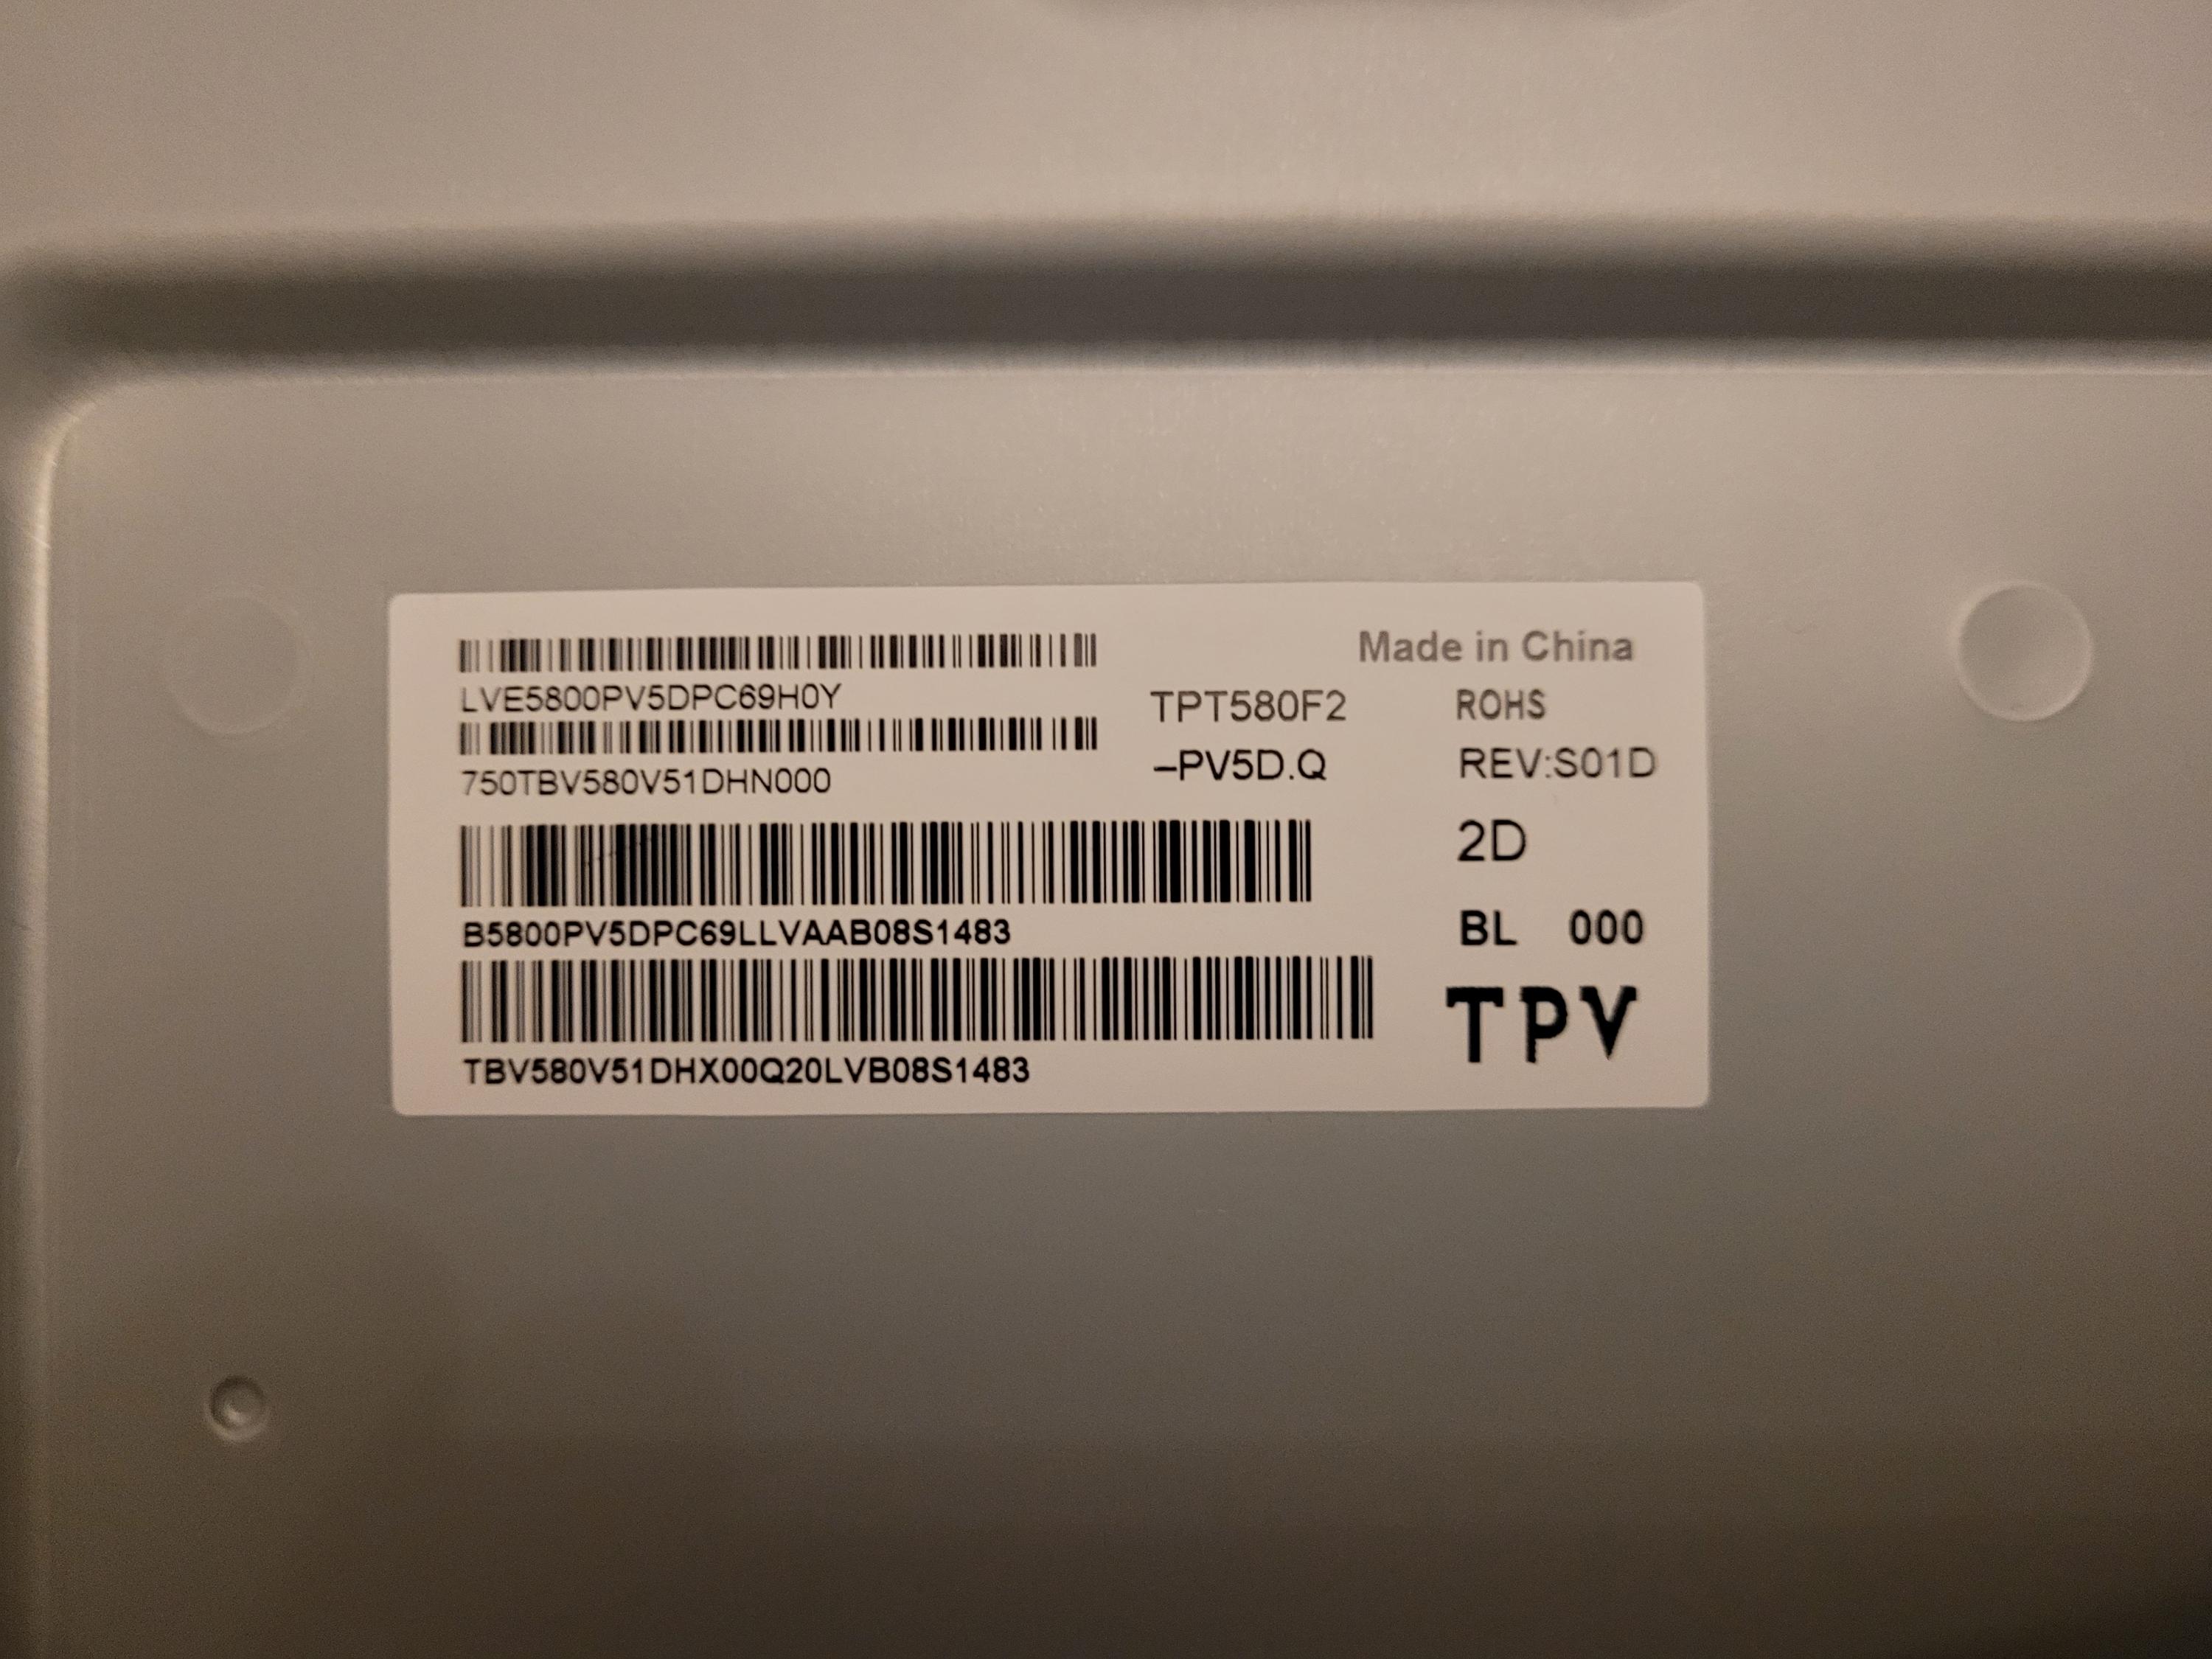 Made in China
LVE5800PV5DPC69H0Y
TPT580F2
ROHS
750TBV580V51DHN000
-PV5D.Q
REV:S01D
2D
B5800PV5DPC69LLVAAB08S1483
BL 000
TBV580V51DHX00Q20LVB08S1483
TPV